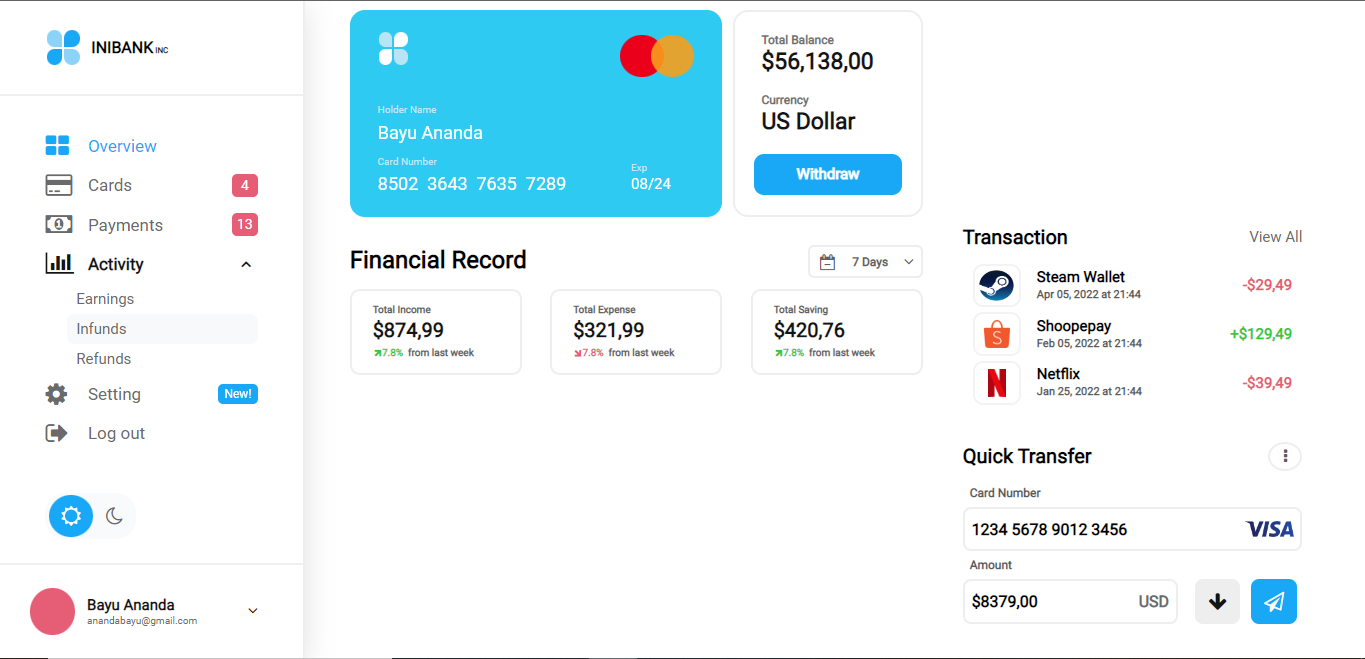 INIBANK INC
Overview
Cards 4
Payments 13
Activity
Earnings
Infunds
Refunds
Setting New!
Log out
Bayu Ananda
anandabayu@gmail.com
Holder Name
Bayu Ananda
Card Number
8502 3643 7635 7289
Exp
08/24
Total Balance
$56,138,00
Currency
US Dollar
Withdraw
Financial Record
7 Days
Total Income
$874,99
7.8% from last week
Total Expense
$321,99
7.8% from last week
Total Saving
$420,76
7.8% from last week
Transaction View All
Steam Wallet
Apr 05, 2022 at 21:44
-$29,49
Shoopepay
Feb 05, 2022 at 21:44
+$129,49
Netflix
Jan 25, 2022 at 21:44
-$39,49
Quick Transfer
Card Number
1234 5678 9012 3456 VISA
Amount
$8379,00 USD